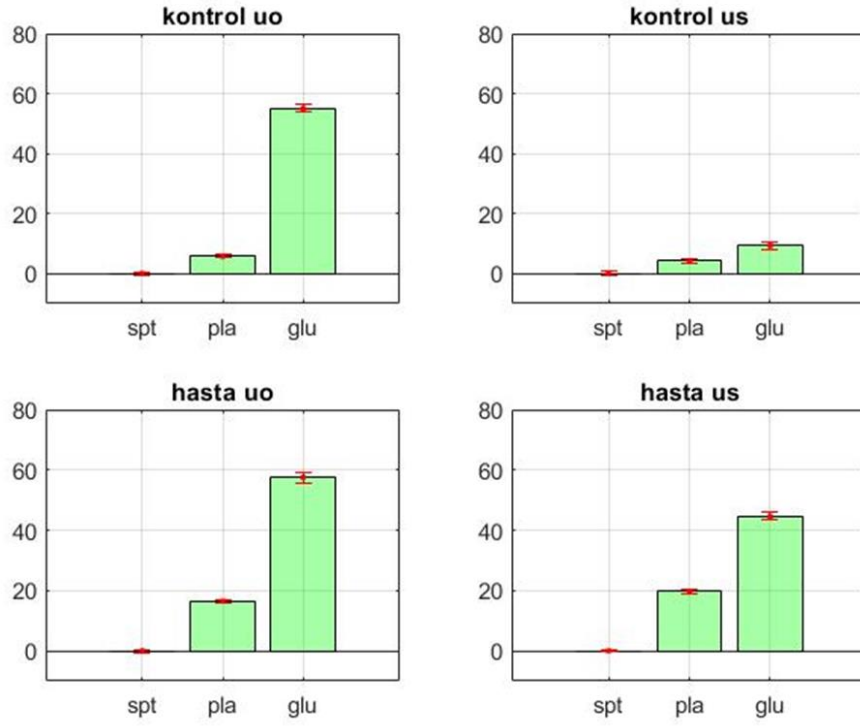 kontrol uo
80
60
40
20
0
spt pla glu
kontrol us
80
60
40
20
0
spt pla glu
hasta uo
80
60
40
20
0
spt pla glu
hasta us
80
60
40
20
0
spt pla glu